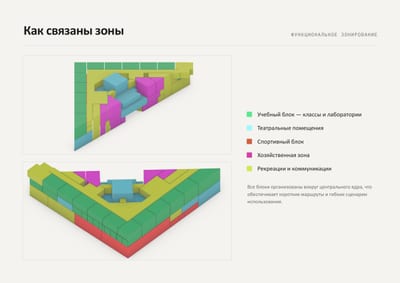 Как связаны зоны
ФУНКЦИОНАЛЬНОЕ ЗОНИРОВАНИЕ
Учебный блок — классы и лаборатории
Театральные помещения
Спортивный блок
Хозяйственная зона
Рекреации и коммуникации
Все блоки организованы вокруг центрального ядра, что
обеспечивает короткие маршруты и гибкие сценарии
использования.